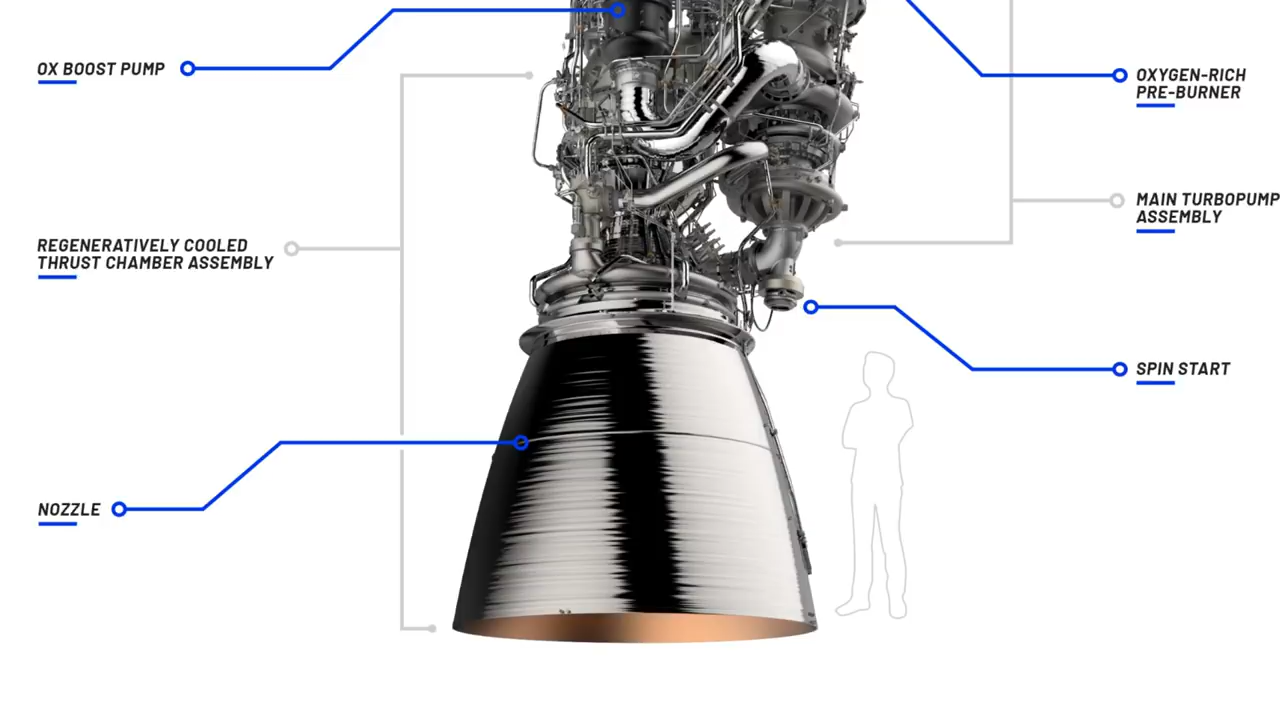 OX BOOST PUMP
OXYGEN-RICH
PRE-BURNER
MAIN TURBOPUMP
ASSEMBLY
REGENERATIVELY COOLED
THRUST CHAMBER ASSEMBLY
SPIN START
NOZZLE